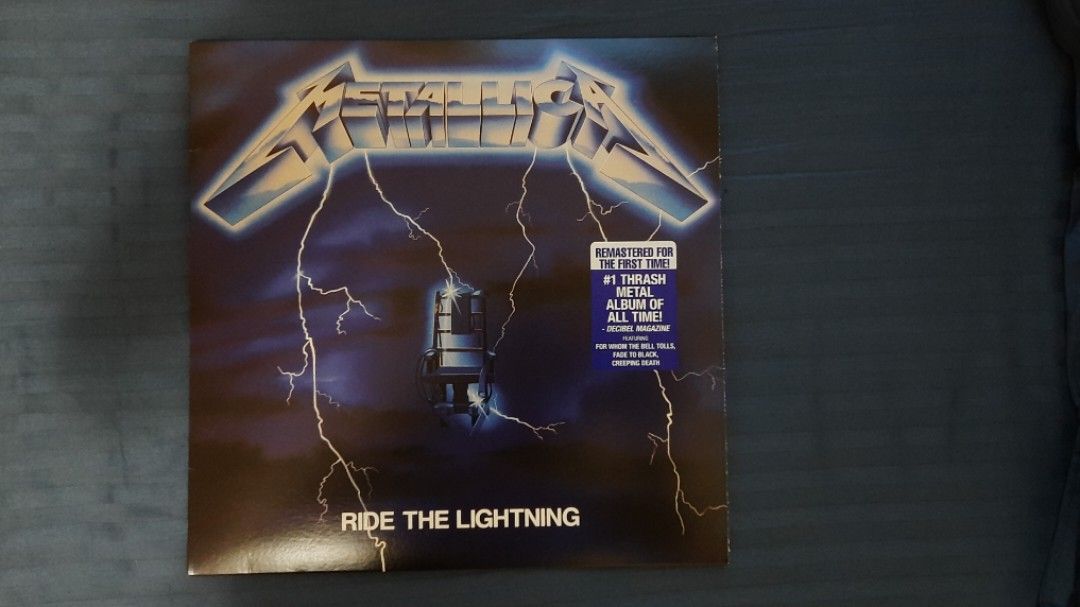 METALLICA
REMASTERED FOR
THE FIRST TIME!
#1 THRASH
METAL
ALBUM OF
ALL TIME!
- DECIBEL MAGAZINE
FEATURING
FOR WHOM THE BELL TOLLS,
FADE TO BLACK,
CREEPING DEATH
RIDE THE LIGHTNING